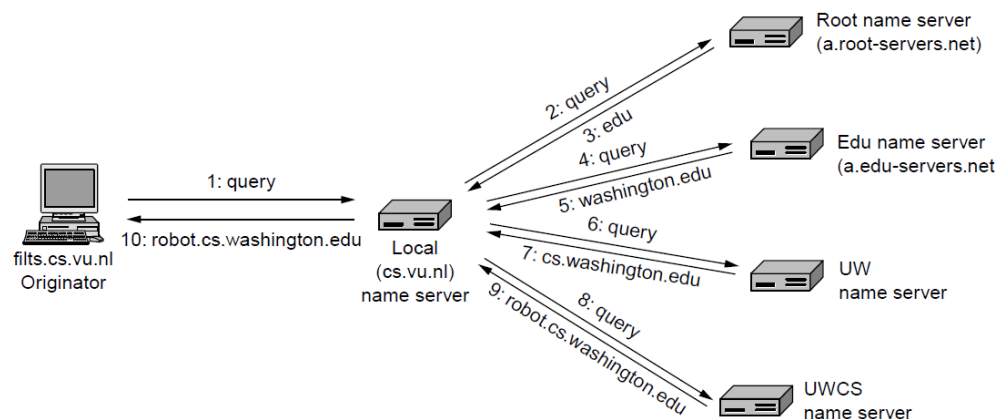 Root name server
(a.root-servers.net)
2: query
3: edu
4: query
5: washington.edu
Edu name server
(a.edu-servers.net
1: query
10: robot.cs.washington.edu
filts.cs.vu.nl
Originator
Local
(cs.vu.nl)
name server
6: query
7: cs.washington.edu
UW
name server
8: query
9: robot.cs.washington.edu
UWCS
name server